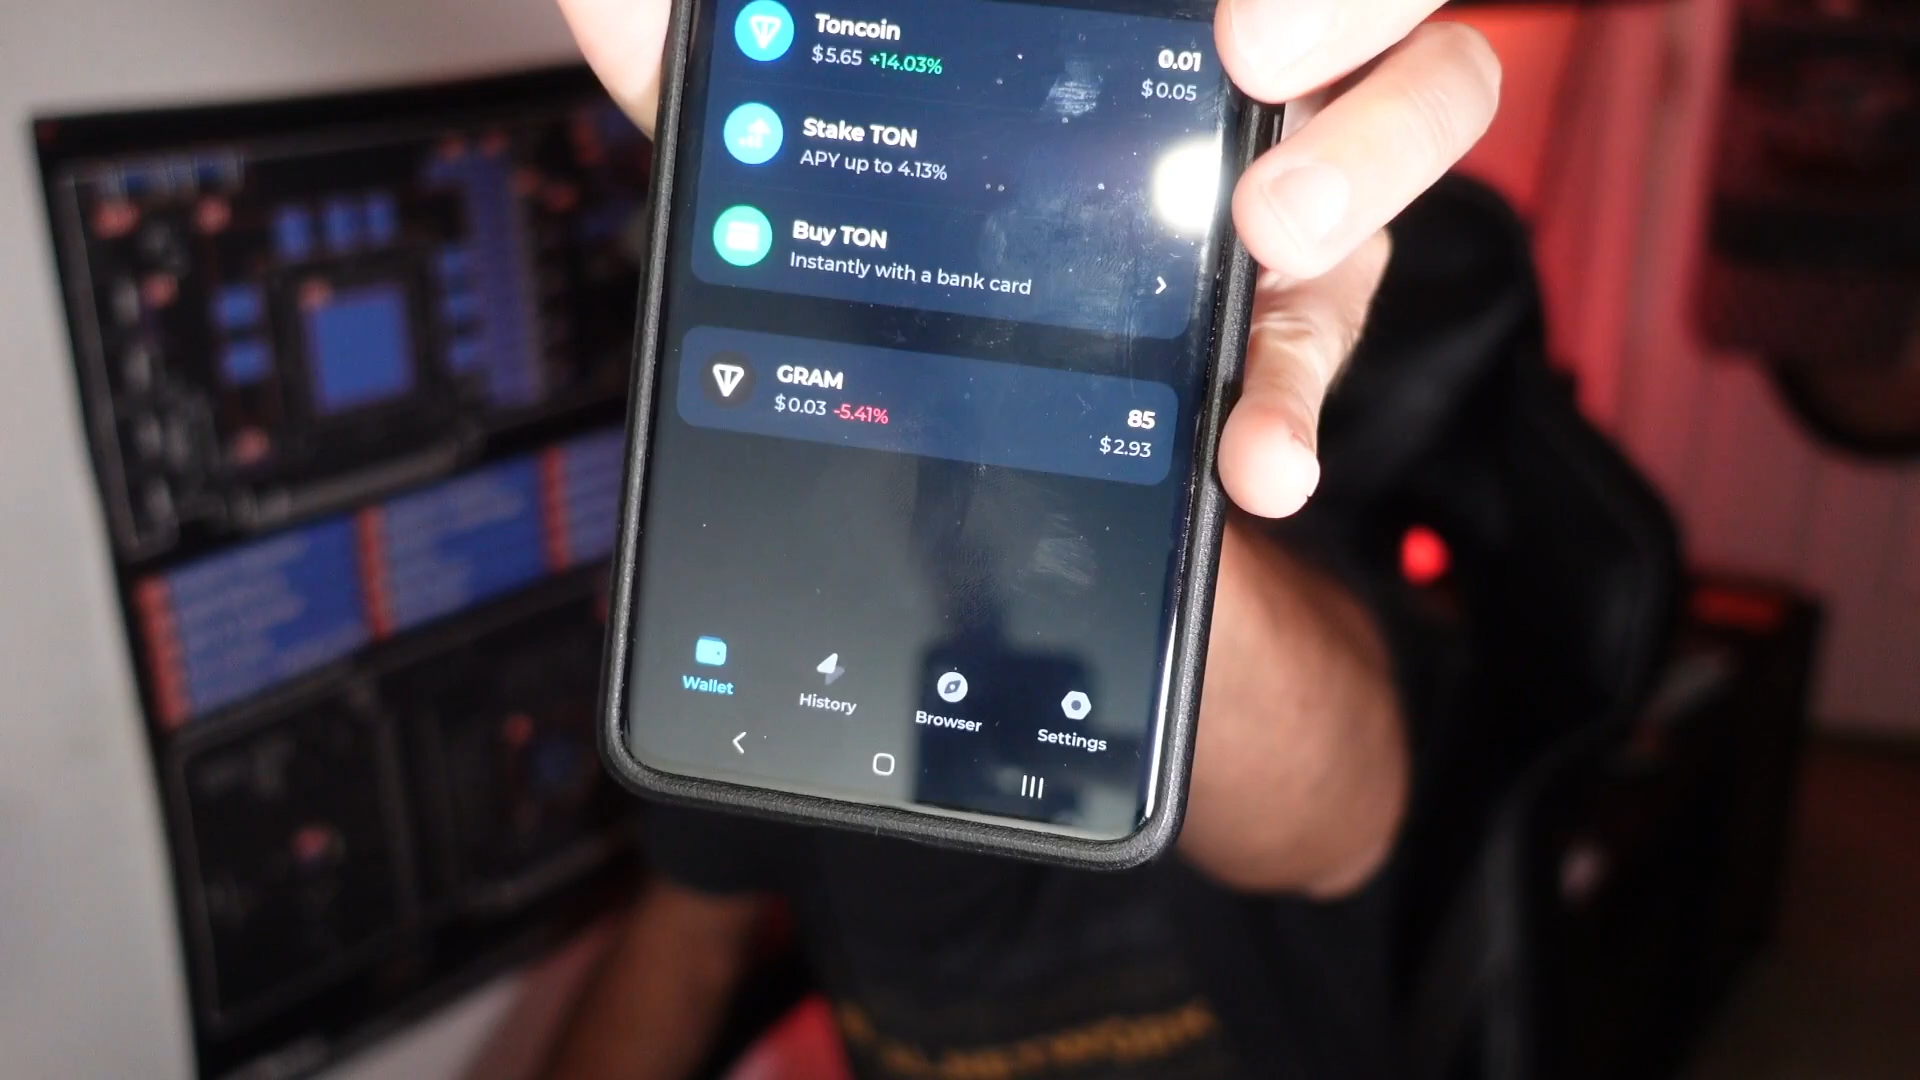 Toncoin
$5.65 +14.03%
0.01
$0.05
Stake TON
APY up to 4.13%
Buy TON
Instantly with a bank card
GRAM
$0.03 -5.41%
85
$2.93
Wallet
History
Browser
Settings